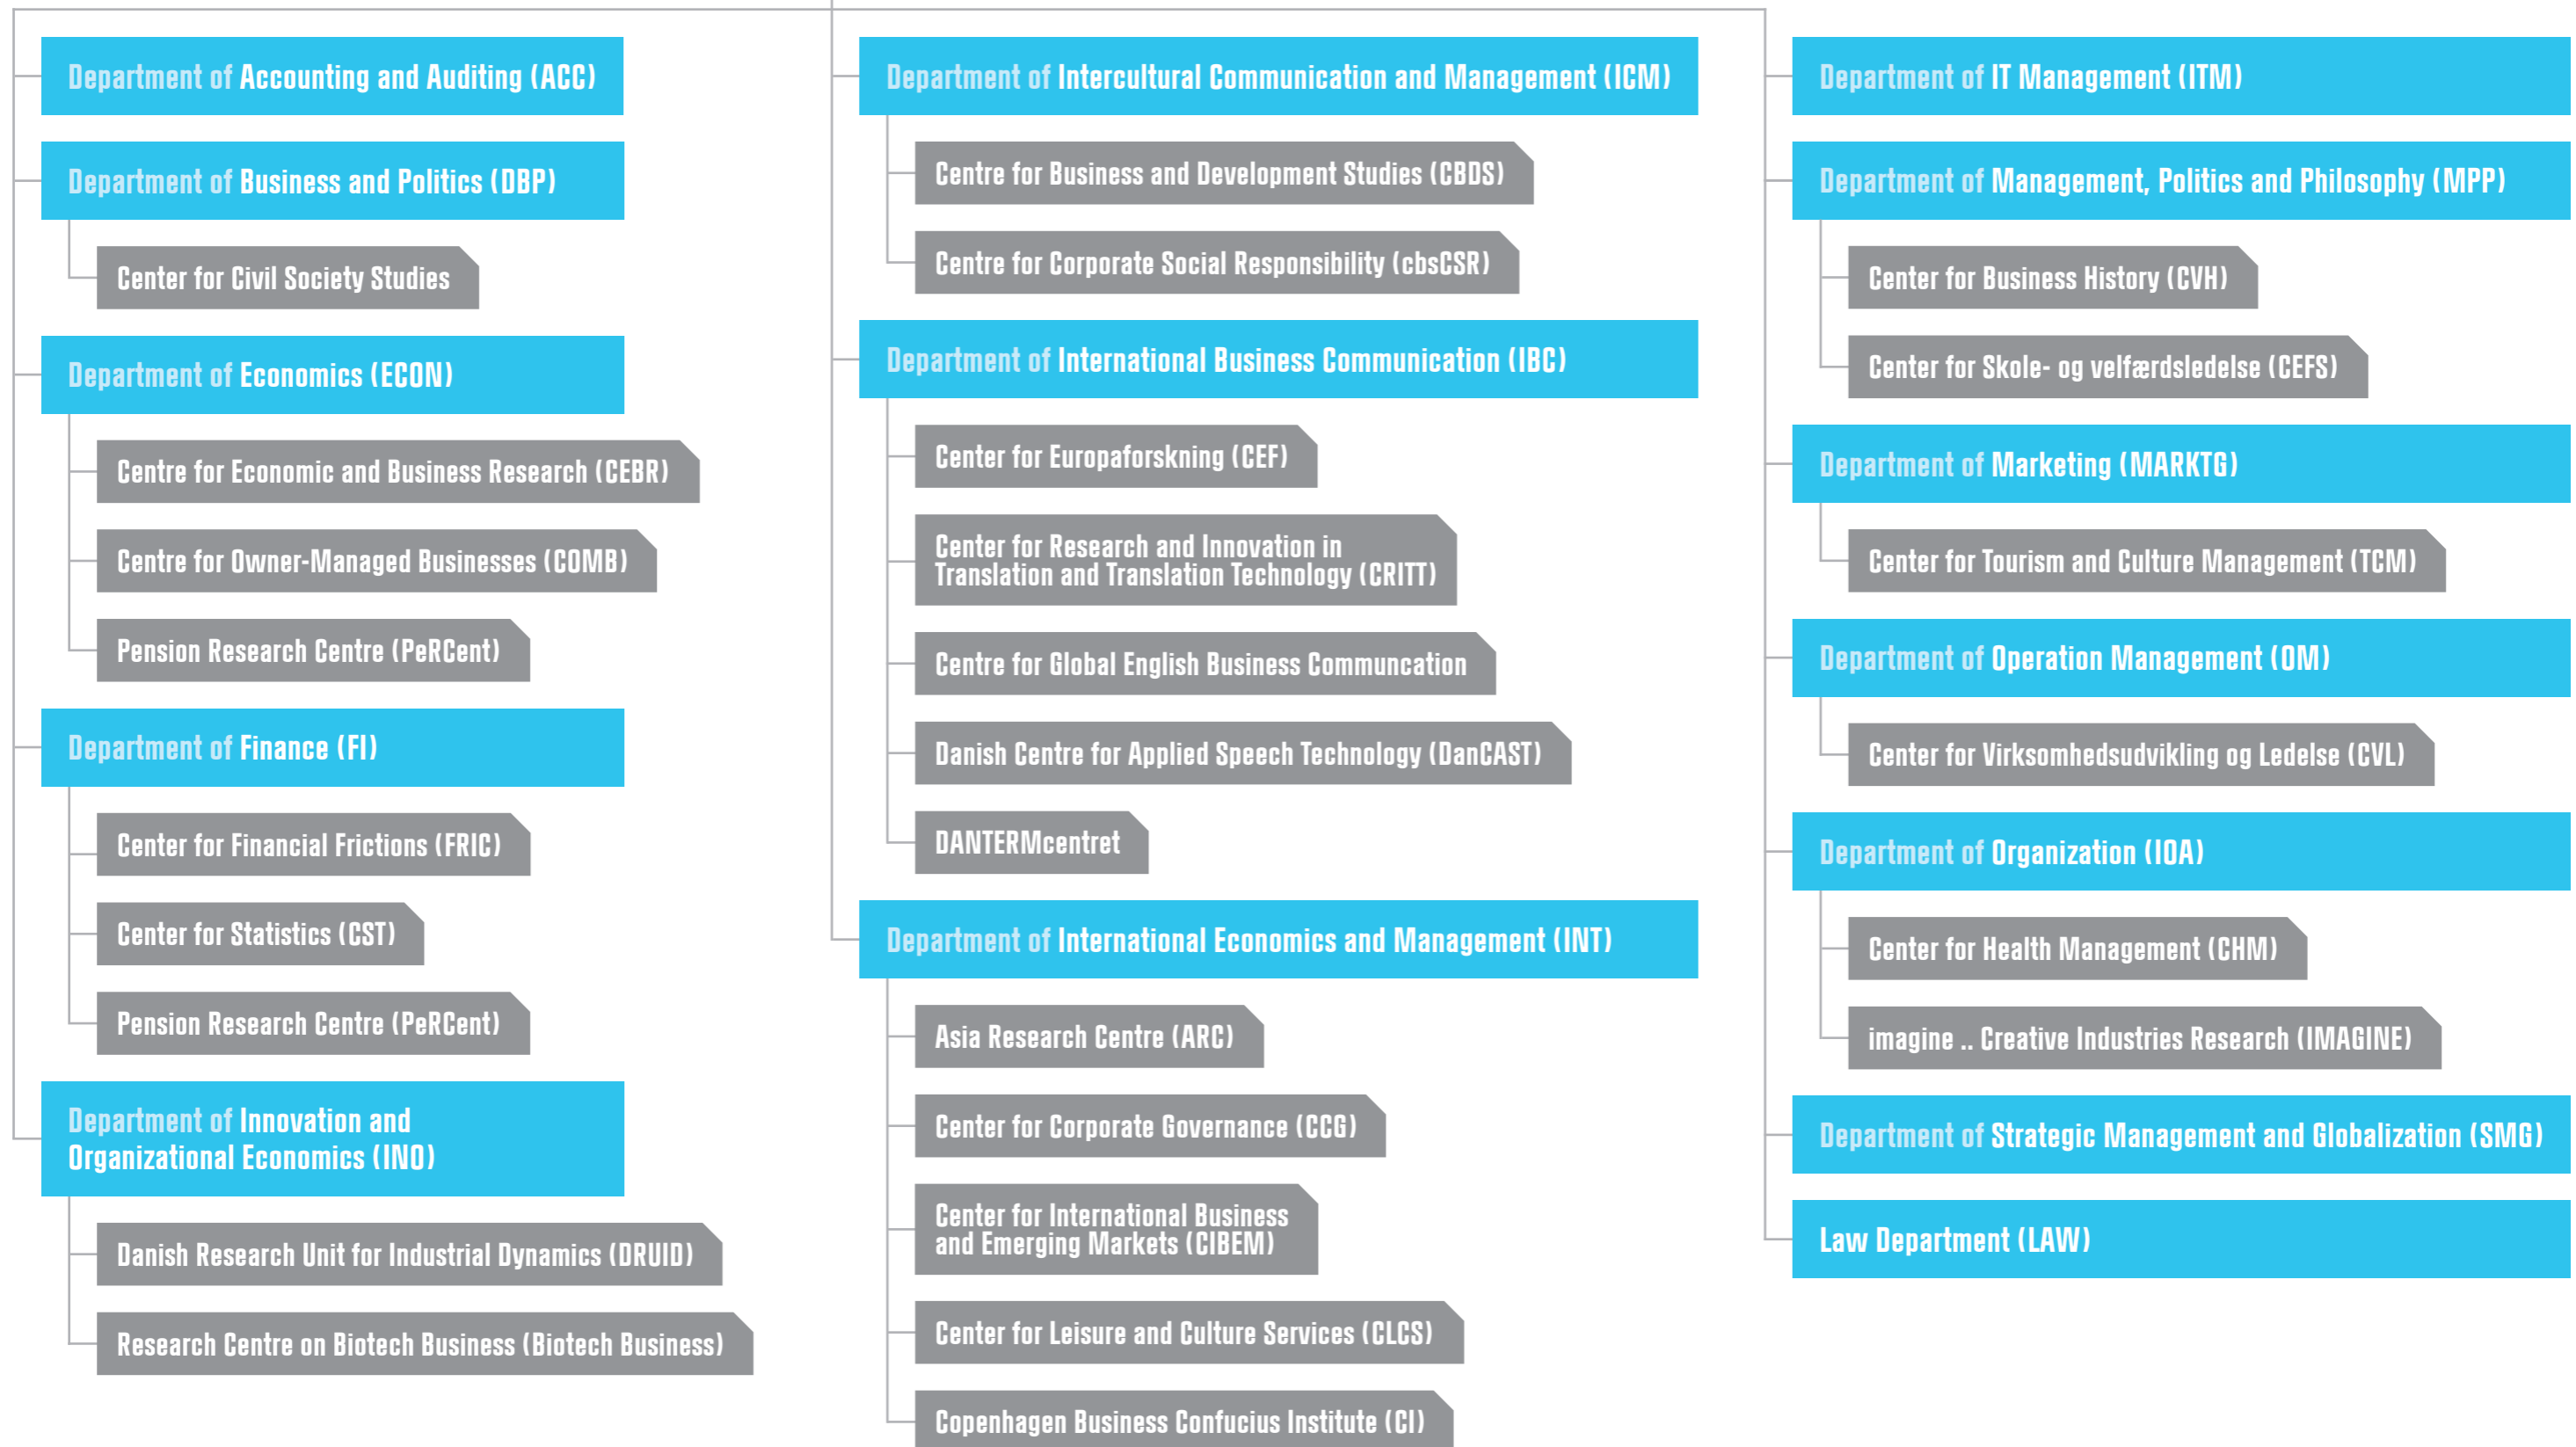 Department of Accounting and Auditing (ACC)
Department of Business and Politics (DBP)
Center for Civil Society Studies
Department of Economics (ECON)
Centre for Economic and Business Research (CEBR)
Centre for Owner-Managed Businesses (COMB)
Pension Research Centre (PeRCent)
Department of Finance (FI)
Center for Financial Frictions (FRIC)
Center for Statistics (CST)
Pension Research Centre (PeRCent)
Department of Innovation and
Organizational Economics (INO)
Danish Research Unit for Industrial Dynamics (DRUID)
Research Centre on Biotech Business (Biotech Business)
Department of Intercultural Communication and Management (ICM)
Centre for Business and Development Studies (CBDS)
Centre for Corporate Social Responsibility (cbsCSR)
Department of International Business Communication (IBC)
Center for Europaforskning (CEF)
Center for Research and Innovation in
Translation and Translation Technology (CRITT)
Centre for Global English Business Communcation
Danish Centre for Applied Speech Technology (DanCAST)
DANTERMcentret
Department of International Economics and Management (INT)
Asia Research Centre (ARC)
Center for Corporate Governance (CCG)
Center for International Business
and Emerging Markets (CIBEM)
Center for Leisure and Culture Services (CLCS)
Copenhagen Business Confucius Institute (CI)
Department of IT Management (ITM)
Department of Management, Politics and Philosophy (MPP)
Center for Business History (CVH)
Center for Skole- og velfærdsledelse (CEFS)
Department of Marketing (MARKTG)
Center for Tourism and Culture Management (TCM)
Department of Operation Management (OM)
Center for Virksomhedsudvikling og Ledelse (CVL)
Department of Organization (IOA)
Center for Health Management (CHM)
imagine .. Creative Industries Research (IMAGINE)
Department of Strategic Management and Globalization (SMG)
Law Department (LAW)